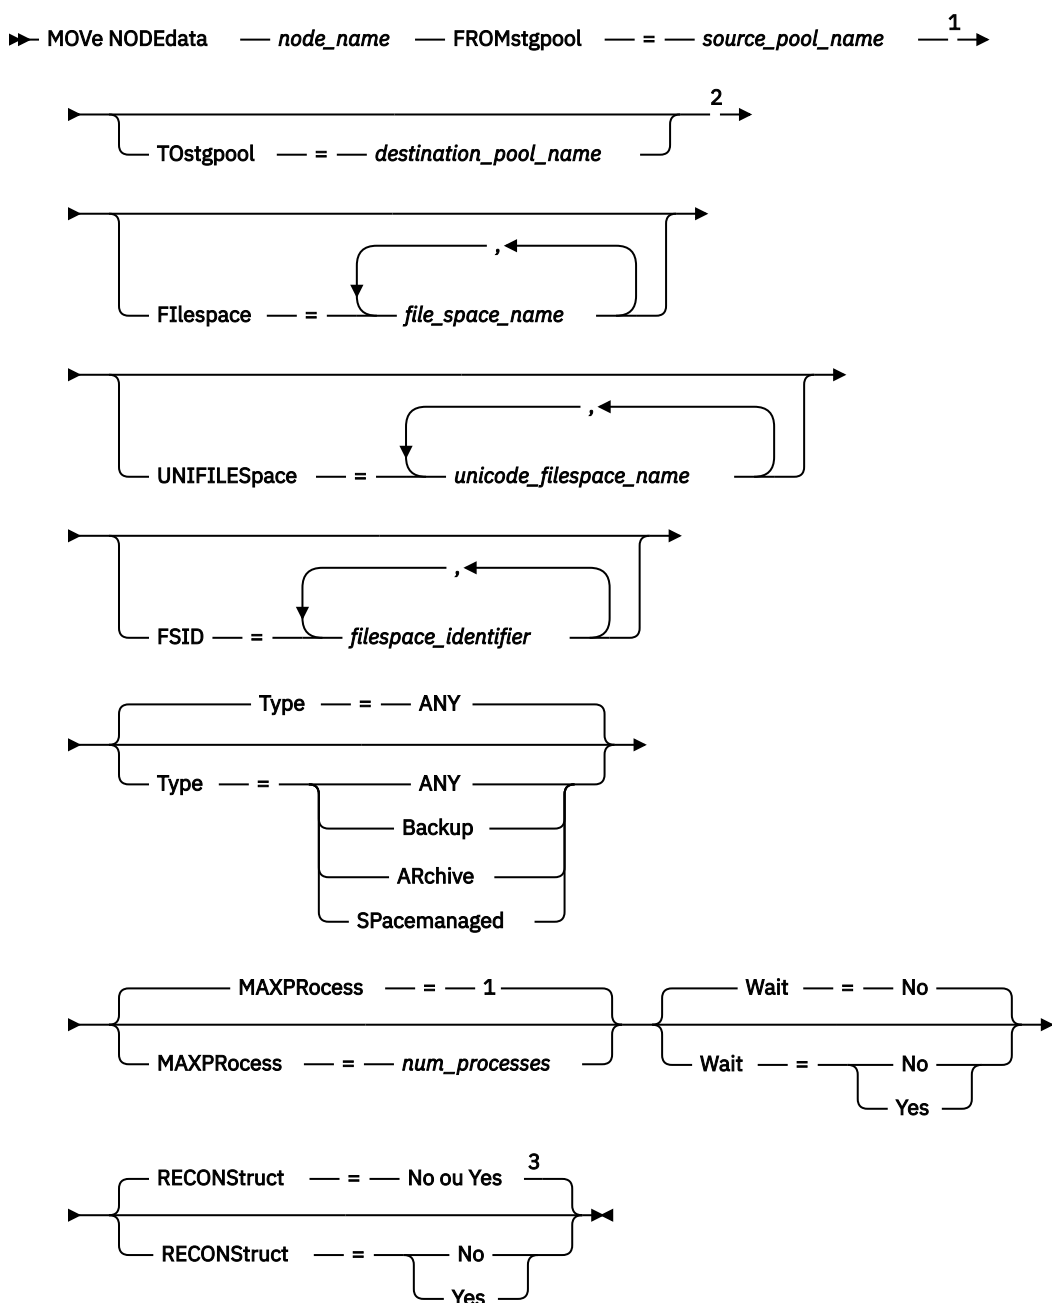 MOVe NODEdata node_name FROMstgpool = source_pool_name 1
2
TOstgpool = destination_pool_name
,
FIlespace = file_space_name
,
UNIFILESpace = unicode_filespace_name
,
FSID = filespace_identifier
Type = ANY
Type = ANY
Backup
ARchive
SPacemanaged
MAXPRocess = 1 Wait = No
MAXPRocess = num_processes Wait = No
Yes
RECONStruct = No ou Yes 3
RECONStruct = No
Yes